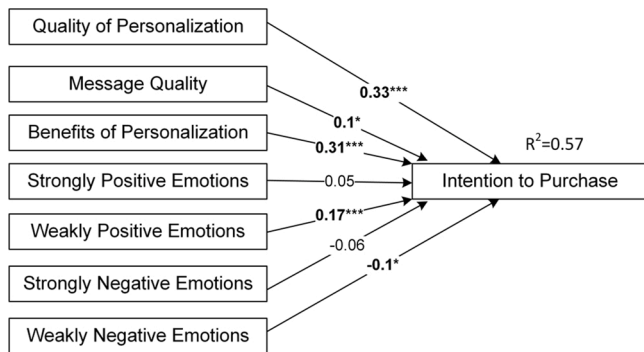 Quality of Personalization
0.33***
Message Quality
0.1*
Benefits of Personalization
0.31***
R²=0.57
Strongly Positive Emotions
0.05
Intention to Purchase
Weakly Positive Emotions
0.17***
-0.06
Strongly Negative Emotions
-0.1*
Weakly Negative Emotions